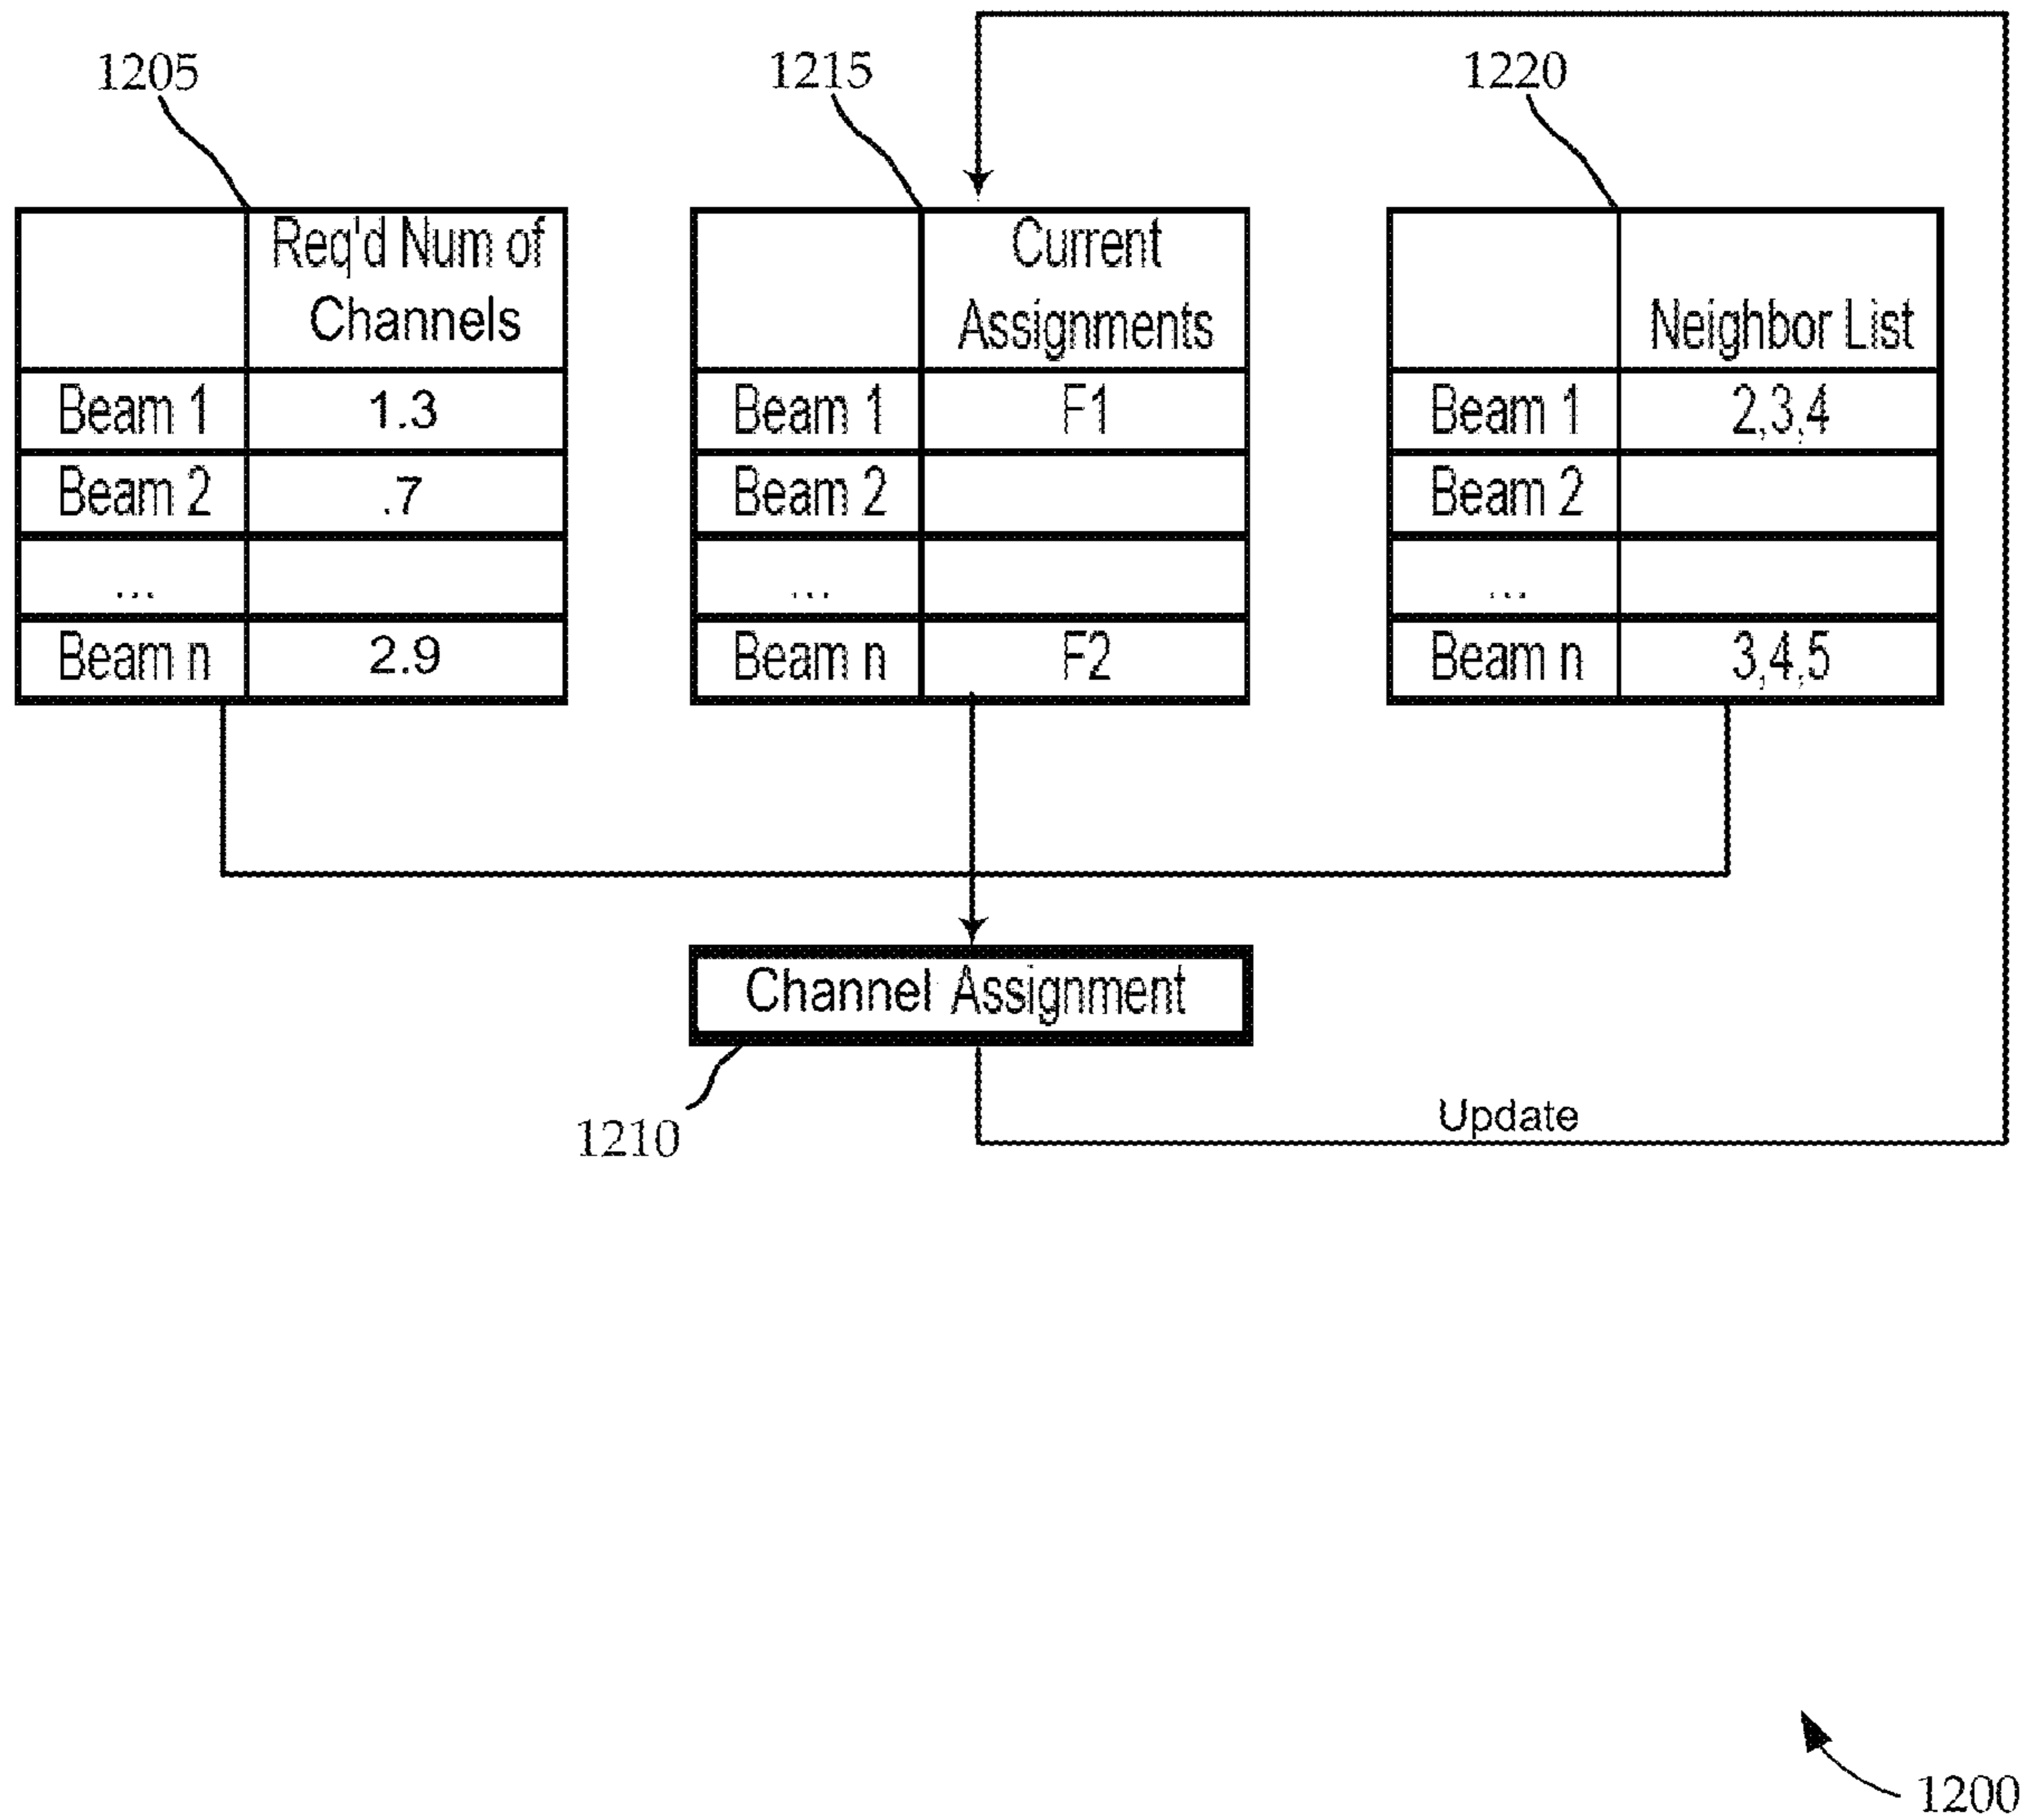 1205
1215
1220
Req'd Num of
Channels
Beam 1 1.3
Beam 2 .7
...
Beam n 2.9
Current
Assignments
Beam 1 F1
Beam 2
...
Beam n F2
Neighbor List
Beam 1 2,3,4
Beam 2
...
Beam n 3,4,5
Channel Assignment
1210
Update
1200